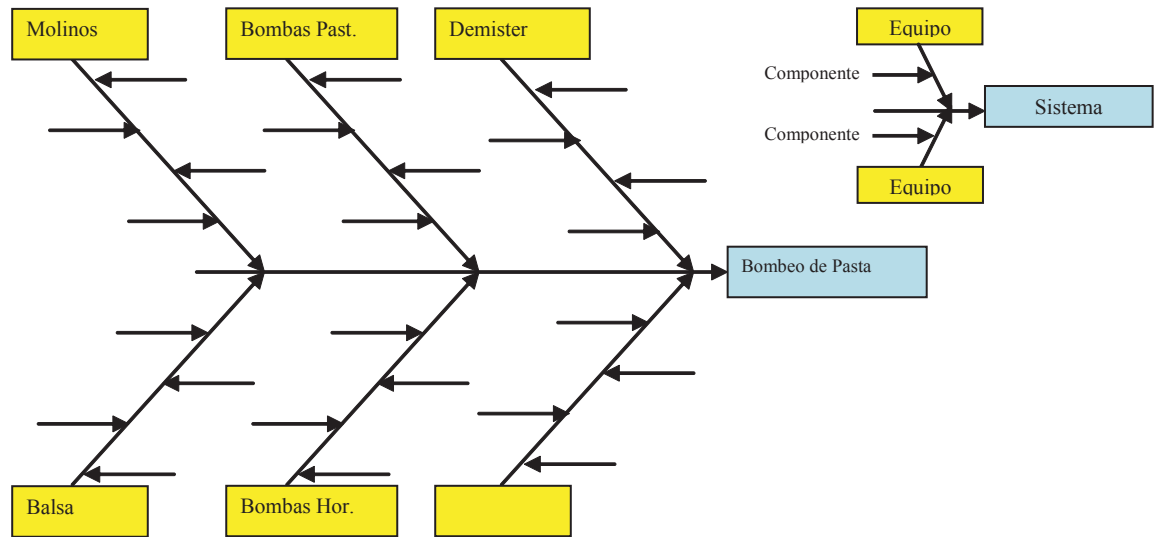 Molinos
Bombas Past.
Demister
Equipo
Componente
Sistema
Componente
Equipo
Bombeo de Pasta
Balsa
Bombas Hor.